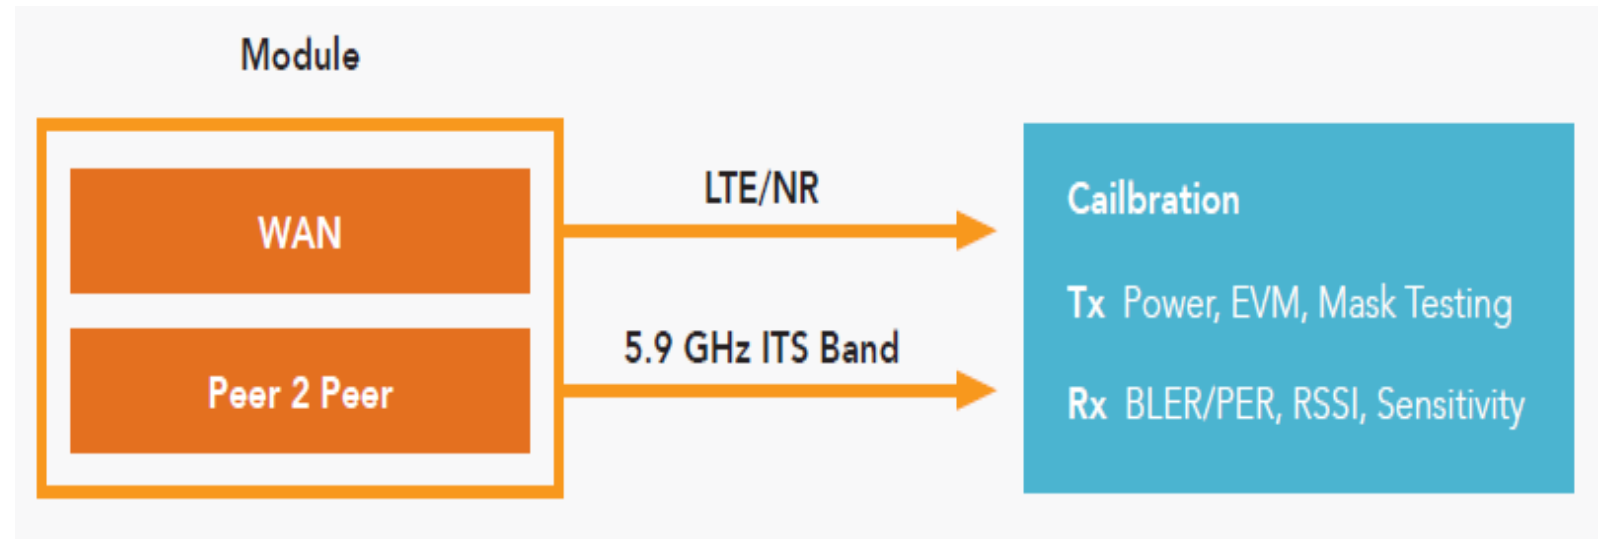 Module
WAN
LTE/NR
Peer 2 Peer
5.9 GHz ITS Band
Cailbration
Tx Power, EVM, Mask Testing
Rx BLER/PER, RSSI, Sensitivity